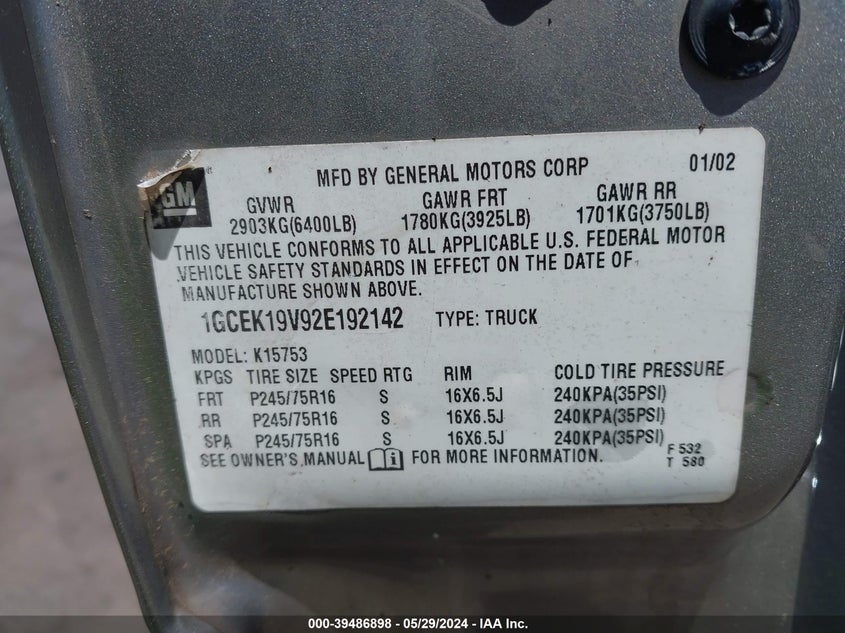 MFD BY GENERAL MOTORS CORP 01/02
GM
GVWR GAWR FRT GAWR RR
2903KG(6400LB) 1780KG(3925LB) 1701KG(3750LB)
THIS VEHICLE CONFORMS TO ALL APPLICABLE U.S. FEDERAL MOTOR
VEHICLE SAFETY STANDARDS IN EFFECT ON THE DATE OF
MANUFACTURE SHOWN ABOVE.
1GCEK19V92E192142 TYPE: TRUCK
MODEL: K15753
KPGS TIRE SIZE SPEED RTG RIM COLD TIRE PRESSURE
FRT P245/75R16 S 16X6.5J 240KPA(35PSI)
RR P245/75R16 S 16X6.5J 240KPA(35PSI)
SPA P245/75R16 S 16X6.5J 240KPA(35PSI)
SEE OWNER'S MANUAL FOR MORE INFORMATION.
F 532
T 580
000-39486898 - 05/29/2024 - IAA Inc.